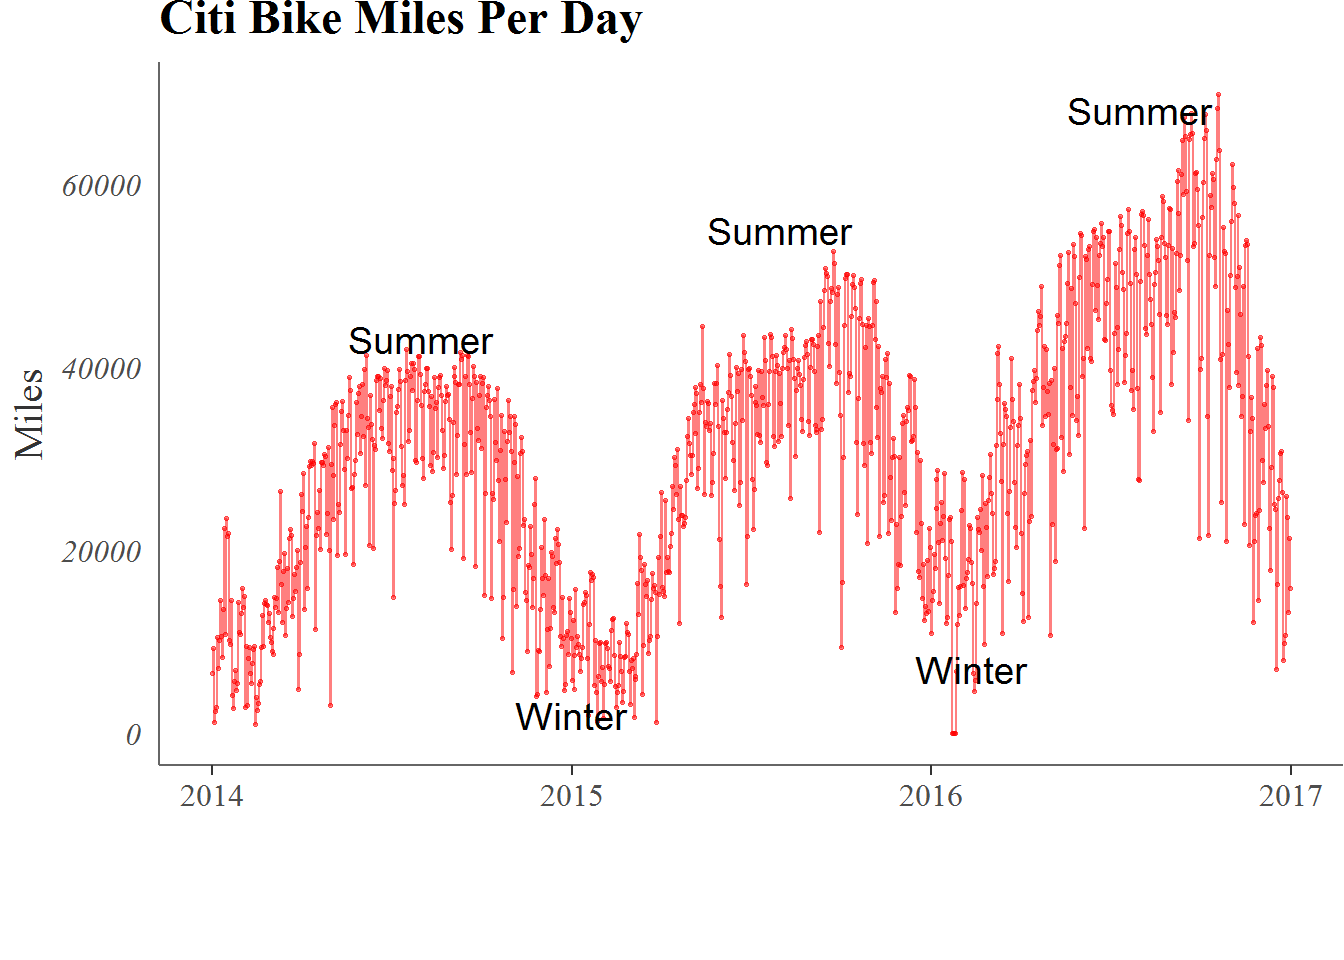 Citi Bike Miles Per Day
Summer
60000
Summer
Summer
40000
Miles
20000
Winter
Winter
0
2014 2015 2016 2017